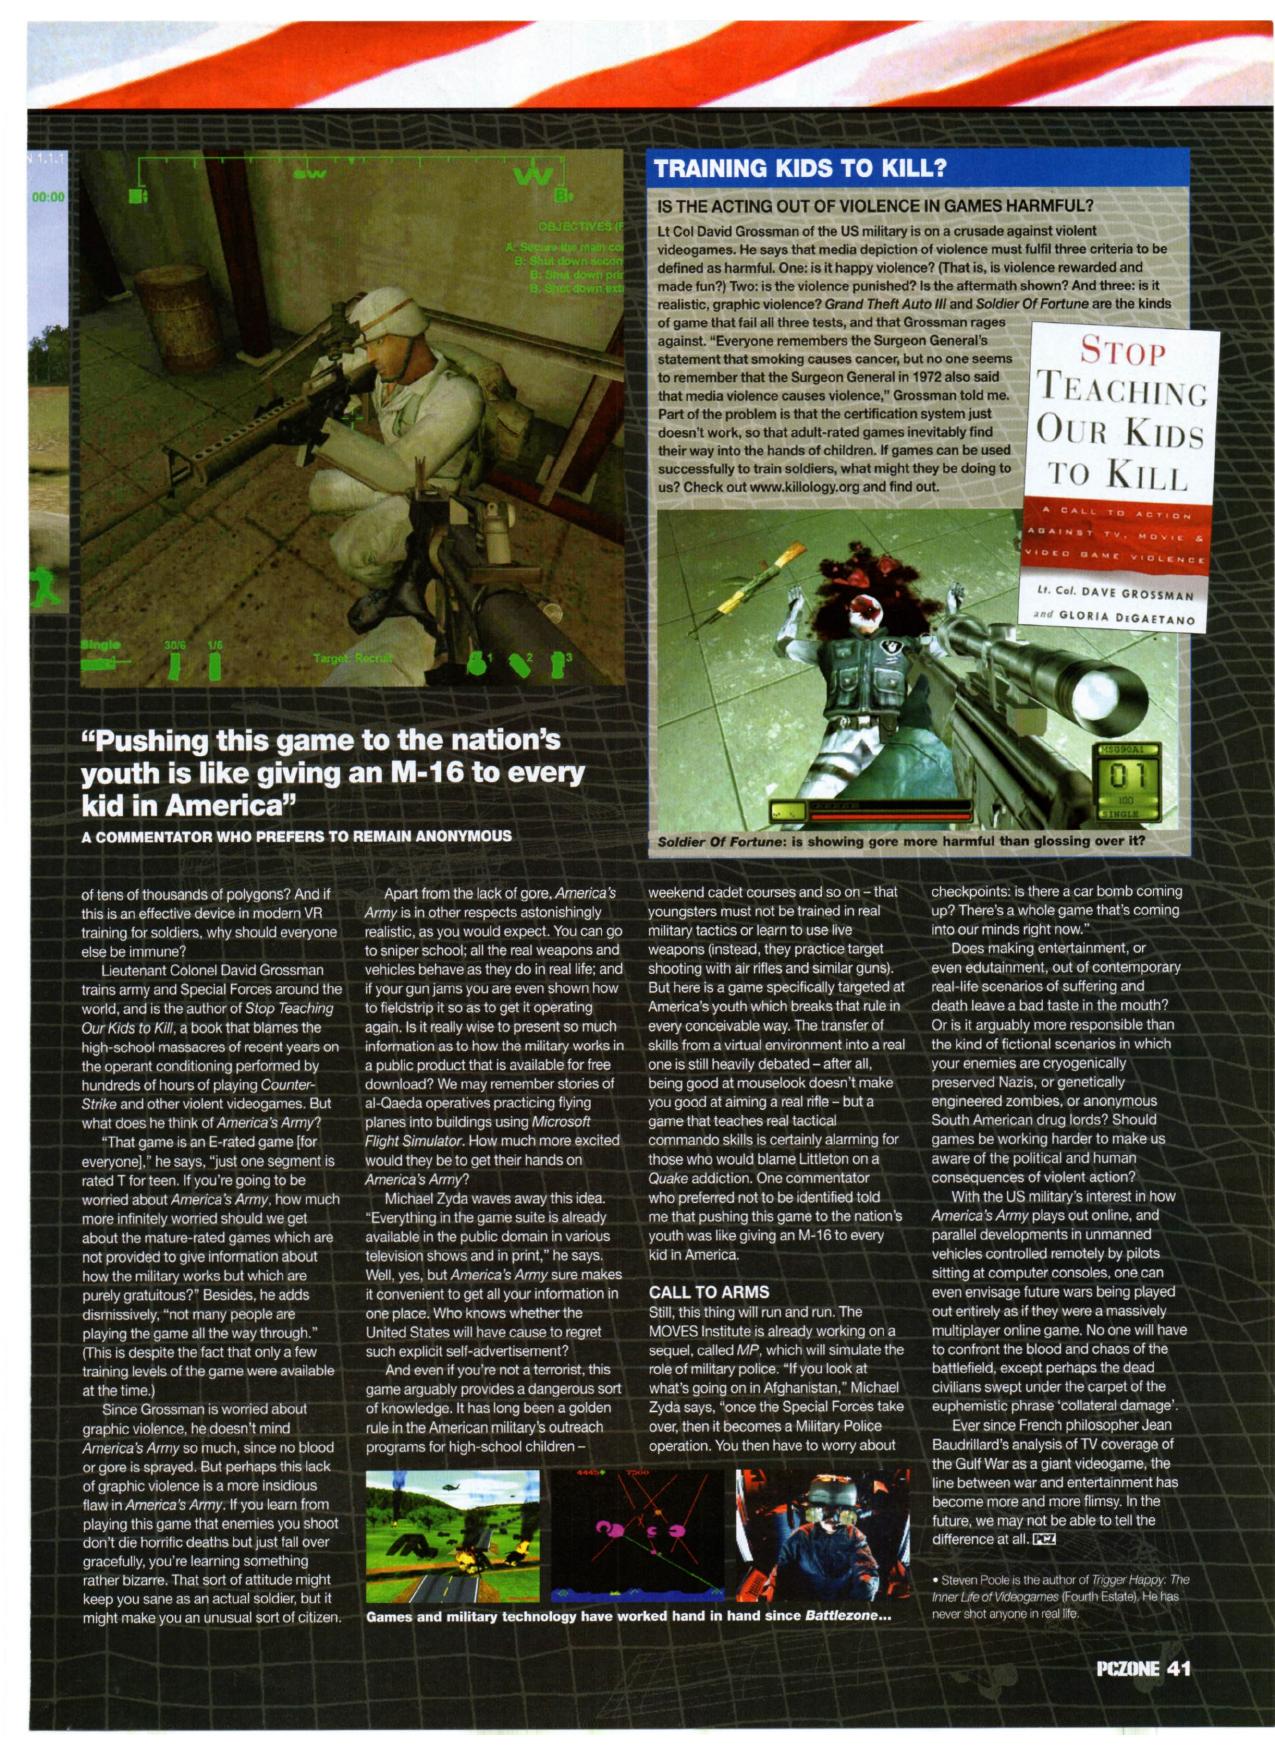 N 1.1.1
00:00
SW
W
B
OBJECTIVES (F
A: Secure the main co
B: Shut down secon
B: Shut down pri
B: Shut down ext
Single
30/6
1/6
Target: Recruit
1
2
3
"Pushing this game to the nation's
youth is like giving an M-16 to every
kid in America"
A COMMENTATOR WHO PREFERS TO REMAIN ANONYMOUS
TRAINING KIDS TO KILL?
IS THE ACTING OUT OF VIOLENCE IN GAMES HARMFUL?
Lt Col David Grossman of the US military is on a crusade against violent
videogames. He says that media depiction of violence must fulfil three criteria to be
defined as harmful. One: is it happy violence? (That is, is violence rewarded and
made fun?) Two: is the violence punished? Is the aftermath shown? And three: is it
realistic, graphic violence? Grand Theft Auto III and Soldier Of Fortune are the kinds
of game that fail all three tests, and that Grossman rages
against. "Everyone remembers the Surgeon General's
statement that smoking causes cancer, but no one seems
to remember that the Surgeon General in 1972 also said
that media violence causes violence," Grossman told me.
Part of the problem is that the certification system just
doesn't work, so that adult-rated games inevitably find
their way into the hands of children. If games can be used
successfully to train soldiers, what might they be doing to
us? Check out www.killology.org and find out.
STOP
TEACHING
OUR KIDS
TO KILL
A CALL TO ACTION
AGAINST TV, MOVIE &
VIDEO GAME VIOLENCE
Lt. Col. DAVE GROSSMAN
and GLORIA DEGAETANO
MSG90A1
01
100
SINGLE
Soldier Of Fortune: is showing gore more harmful than glossing over it?
of tens of thousands of polygons? And if
this is an effective device in modern VR
training for soldiers, why should everyone
else be immune?
Lieutenant Colonel David Grossman
trains army and Special Forces around the
world, and is the author of Stop Teaching
Our Kids to Kill, a book that blames the
high-school massacres of recent years on
the operant conditioning performed by
hundreds of hours of playing Counter-
Strike and other violent videogames. But
what does he think of America's Army?
"That game is an E-rated game [for
everyone]," he says, "just one segment is
rated T for teen. If you're going to be
worried about America's Army, how much
more infinitely worried should we get
about the mature-rated games which are
not provided to give information about
how the military works but which are
purely gratuitous?" Besides, he adds
dismissively, "not many people are
playing the game all the way through."
(This is despite the fact that only a few
training levels of the game were available
at the time.)
Since Grossman is worried about
graphic violence, he doesn't mind
America's Army so much, since no blood
or gore is sprayed. But perhaps this lack
of graphic violence is a more insidious
flaw in America's Army. If you learn from
playing this game that enemies you shoot
don't die horrific deaths but just fall over
gracefully, you're learning something
rather bizarre. That sort of attitude might
keep you sane as an actual soldier, but it
might make you an unusual sort of citizen.
Apart from the lack of gore, America's
Army is in other respects astonishingly
realistic, as you would expect. You can go
to sniper school; all the real weapons and
vehicles behave as they do in real life; and
if your gun jams you are even shown how
to fieldstrip it so as to get it operating
again. Is it really wise to present so much
information as to how the military works in
a public product that is available for free
download? We may remember stories of
al-Qaeda operatives practicing flying
planes into buildings using Microsoft
Flight Simulator. How much more excited
would they be to get their hands on
America's Army?
Michael Zyda waves away this idea.
"Everything in the game suite is already
available in the public domain in various
television shows and in print," he says.
Well, yes, but America's Army sure makes
it convenient to get all your information in
one place. Who knows whether the
United States will have cause to regret
such explicit self-advertisement?
And even if you're not a terrorist, this
game arguably provides a dangerous sort
of knowledge. It has long been a golden
rule in the American military's outreach
programs for high-school children –
weekend cadet courses and so on – that
youngsters must not be trained in real
military tactics or learn to use live
weapons (instead, they practice target
shooting with air rifles and similar guns).
But here is a game specifically targeted at
America's youth which breaks that rule in
every conceivable way. The transfer of
skills from a virtual environment into a real
one is still heavily debated – after all,
being good at mouselook doesn't make
you good at aiming a real rifle – but a
game that teaches real tactical
commando skills is certainly alarming for
those who would blame Littleton on a
Quake addiction. One commentator
who preferred not to be identified told
me that pushing this game to the nation's
youth was like giving an M-16 to every
kid in America.
CALL TO ARMS
Still, this thing will run and run. The
MOVES Institute is already working on a
sequel, called MP, which will simulate the
role of military police. "If you look at
what's going on in Afghanistan," Michael
Zyda says, "once the Special Forces take
over, then it becomes a Military Police
operation. You then have to worry about
checkpoints: is there a car bomb coming
up? There's a whole game that's coming
into our minds right now."
Does making entertainment, or
even edutainment, out of contemporary
real-life scenarios of suffering and
death leave a bad taste in the mouth?
Or is it arguably more responsible than
the kind of fictional scenarios in which
your enemies are cryogenically
preserved Nazis, or genetically
engineered zombies, or anonymous
South American drug lords? Should
games be working harder to make us
aware of the political and human
consequences of violent action?
With the US military's interest in how
America's Army plays out online, and
parallel developments in unmanned
vehicles controlled remotely by pilots
sitting at computer consoles, one can
even envisage future wars being played
out entirely as if they were a massively
multiplayer online game. No one will have
to confront the blood and chaos of the
battlefield, except perhaps the dead
civilians swept under the carpet of the
euphemistic phrase 'collateral damage'.
Ever since French philosopher Jean
Baudrillard's analysis of TV coverage of
the Gulf War as a giant videogame, the
line between war and entertainment has
become more and more flimsy. In the
future, we may not be able to tell the
difference at all. PCZ
• Steven Poole is the author of Trigger Happy: The
Inner Life of Videogames (Fourth Estate). He has
never shot anyone in real life.
4445
7500
Games and military technology have worked hand in hand since Battlezone...
PCZONE 41